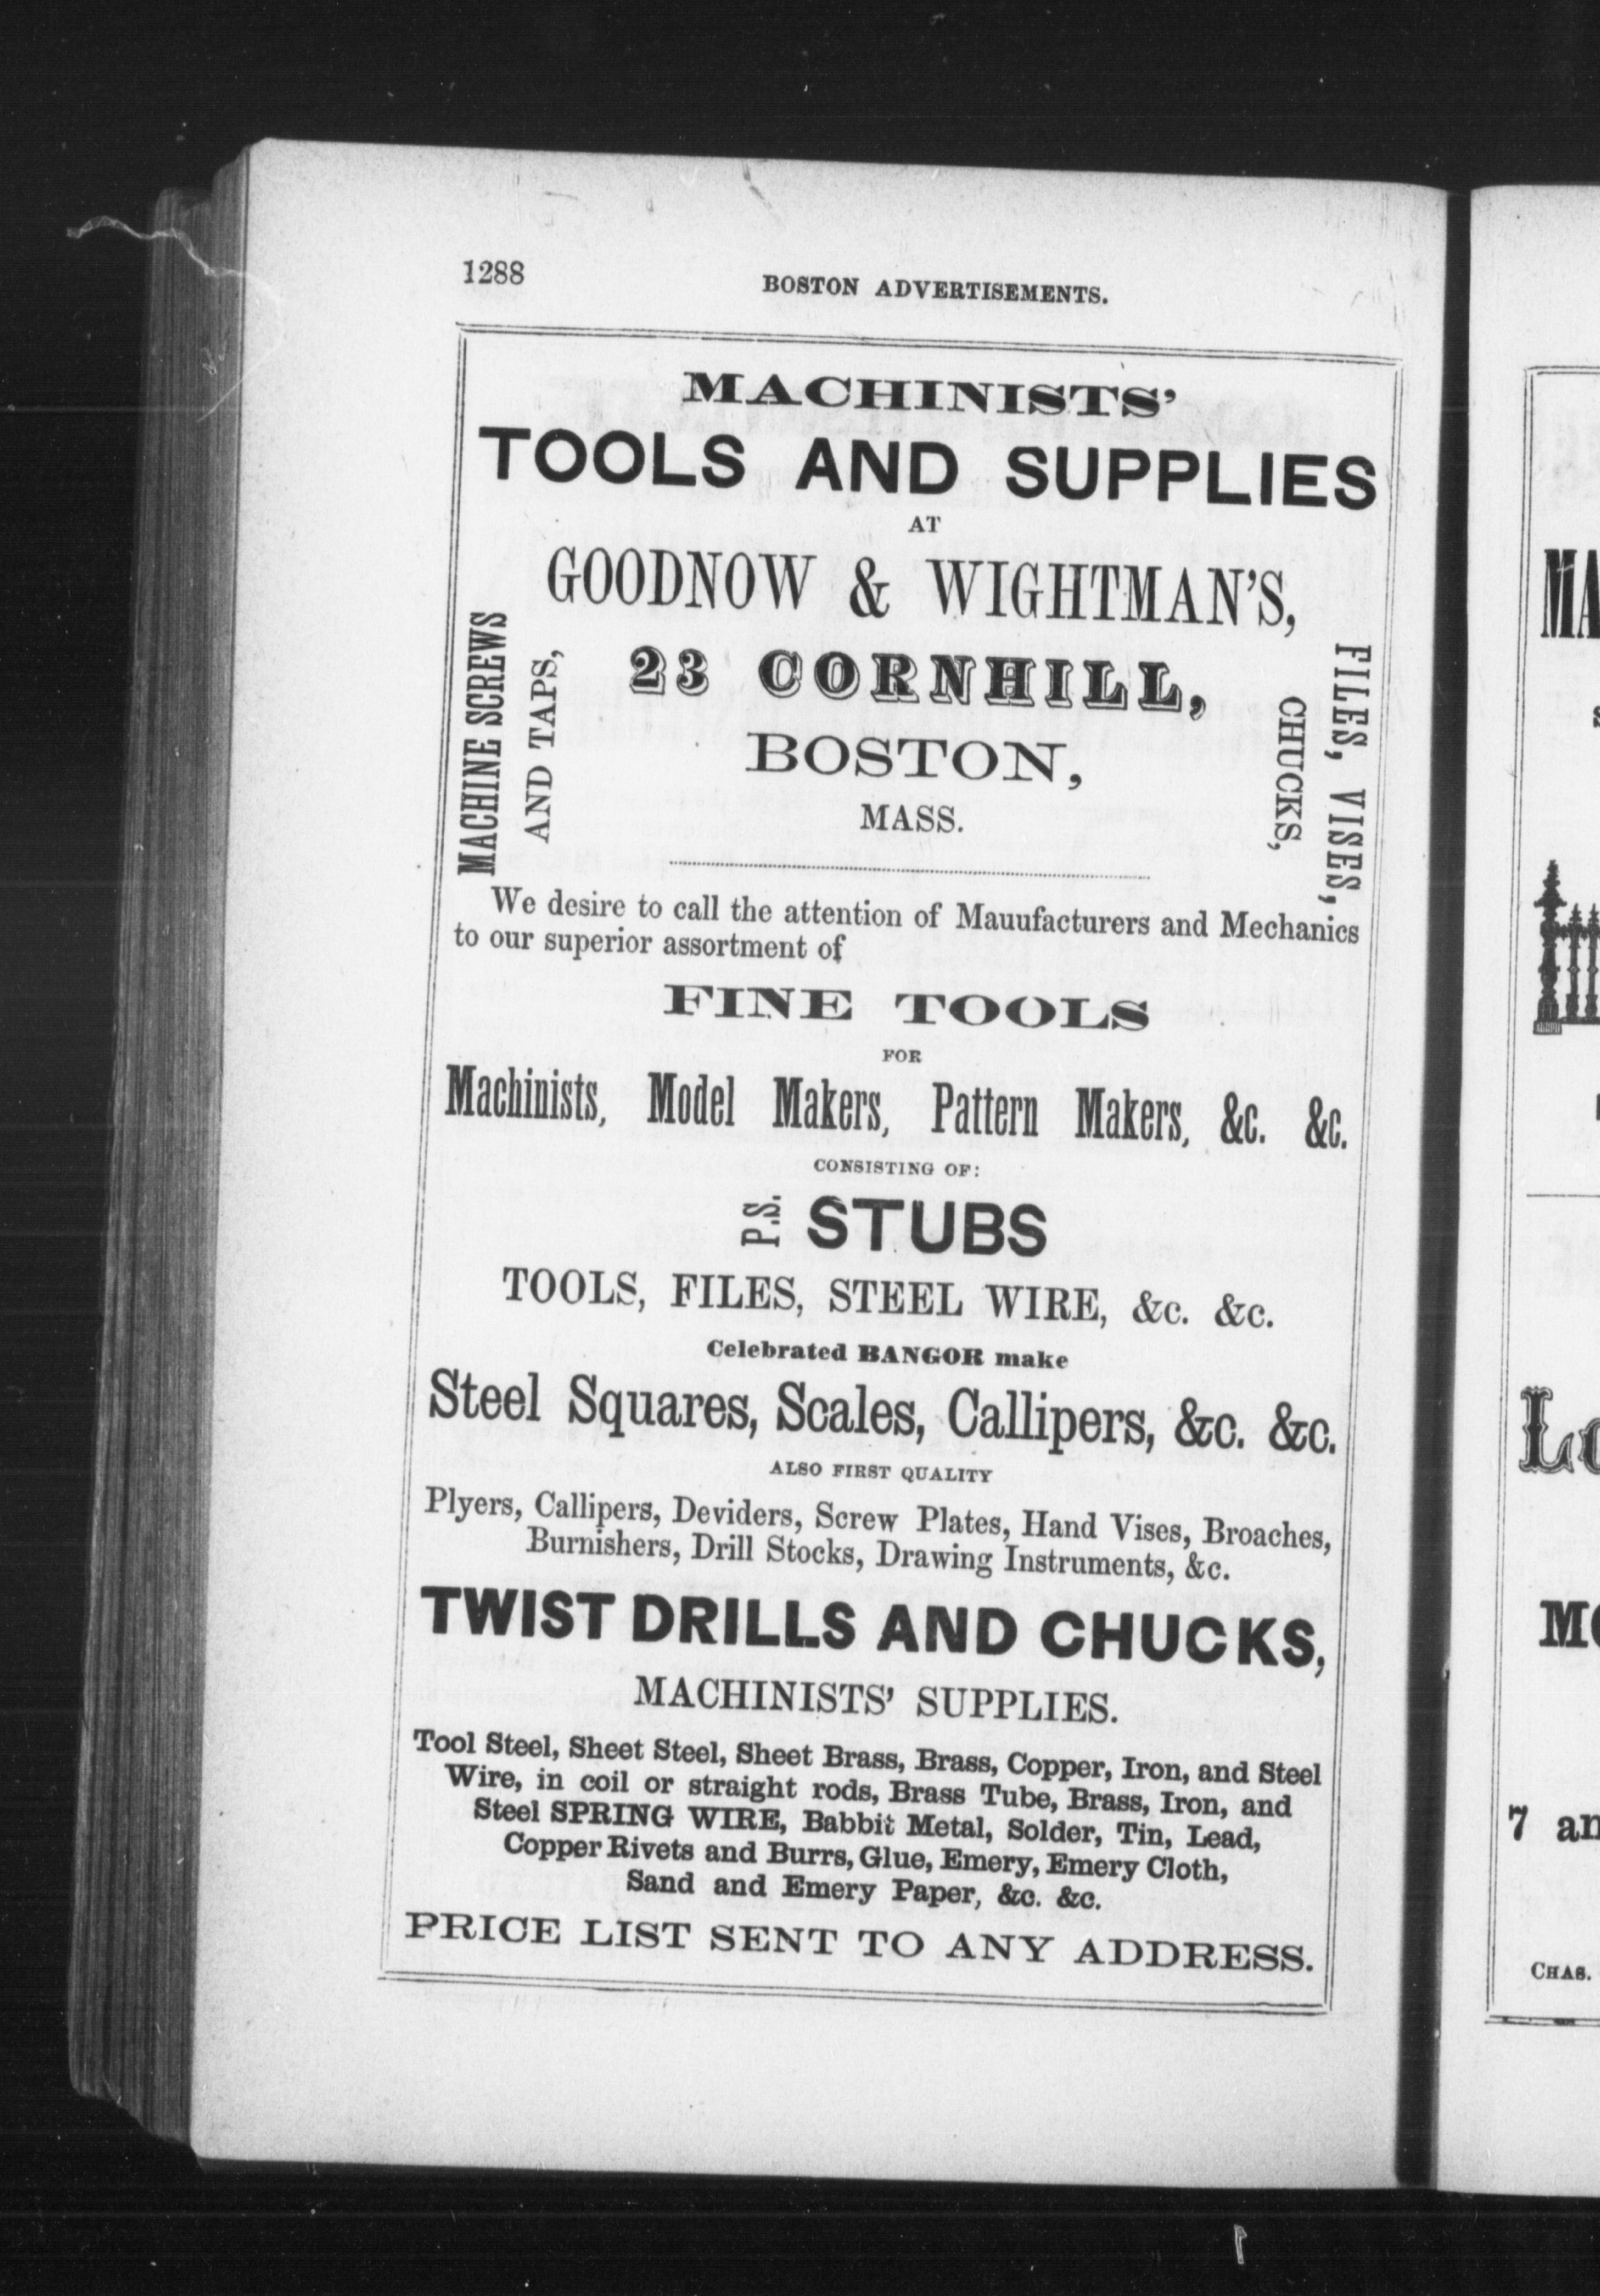 1288
BOSTON ADVERTISEMENTS.
MACHINISTS'
TOOLS AND SUPPLIES
AT
GOODNOW & WIGHTMAN'S,
MACHINE SCREWS
AND TAPS,
23 CORNHILL,
BOSTON,
MASS.
FILES, VISES,
CHUCKS,
We desire to call the attention of Mauufacturers and Mechanics
to our superior assortment of
FINE TOOLS
FOR
Machinists, Model Makers, Pattern Makers, &c. &c.
CONSISTING OF:
P.S. STUBS
TOOLS, FILES, STEEL WIRE, &c. &c.
Celebrated BANGOR make
Steel Squares, Scales, Callipers, &c. &c.
ALSO FIRST QUALITY
Plyers, Callipers, Deviders, Screw Plates, Hand Vises, Broaches,
Burnishers, Drill Stocks, Drawing Instruments, &c.
TWIST DRILLS AND CHUCKS,
MACHINISTS' SUPPLIES.
Tool Steel, Sheet Steel, Sheet Brass, Brass, Copper, Iron, and Steel
Wire, in coil or straight rods, Brass Tube, Brass, Iron, and
Steel SPRING WIRE, Babbit Metal, Solder, Tin, Lead,
Copper Rivets and Burrs, Glue, Emery, Emery Cloth,
Sand and Emery Paper, &c. &c.
PRICE LIST SENT TO ANY ADDRESS.
7
CHAS.